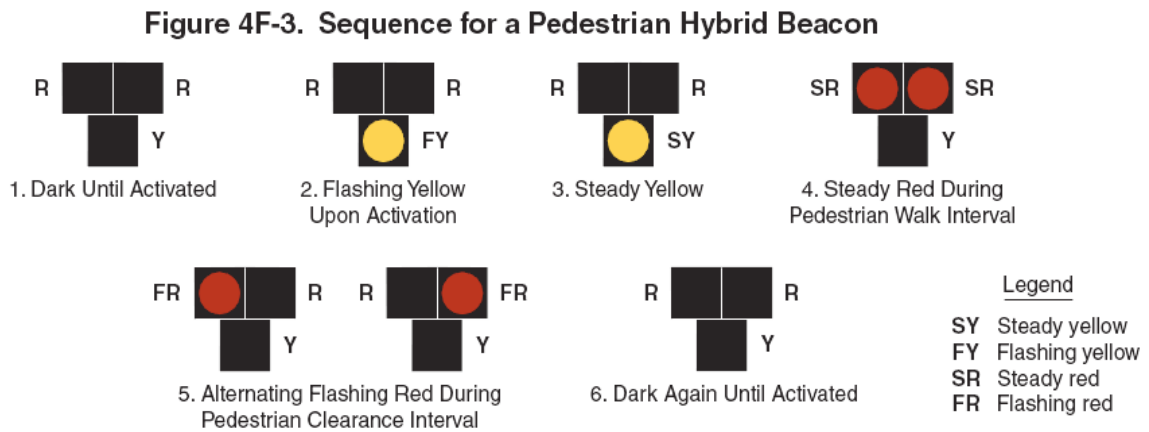 Figure 4F-3. Sequence for a Pedestrian Hybrid Beacon
R R
Y
1. Dark Until Activated
R R
FY
2. Flashing Yellow
Upon Activation
R R
SY
3. Steady Yellow
SR SR
Y
4. Steady Red During
Pedestrian Walk Interval
FR R
Y
R FR
Y
5. Alternating Flashing Red During
Pedestrian Clearance Interval
R R
Y
6. Dark Again Until Activated
Legend
SY Steady yellow
FY Flashing yellow
SR Steady red
FR Flashing red